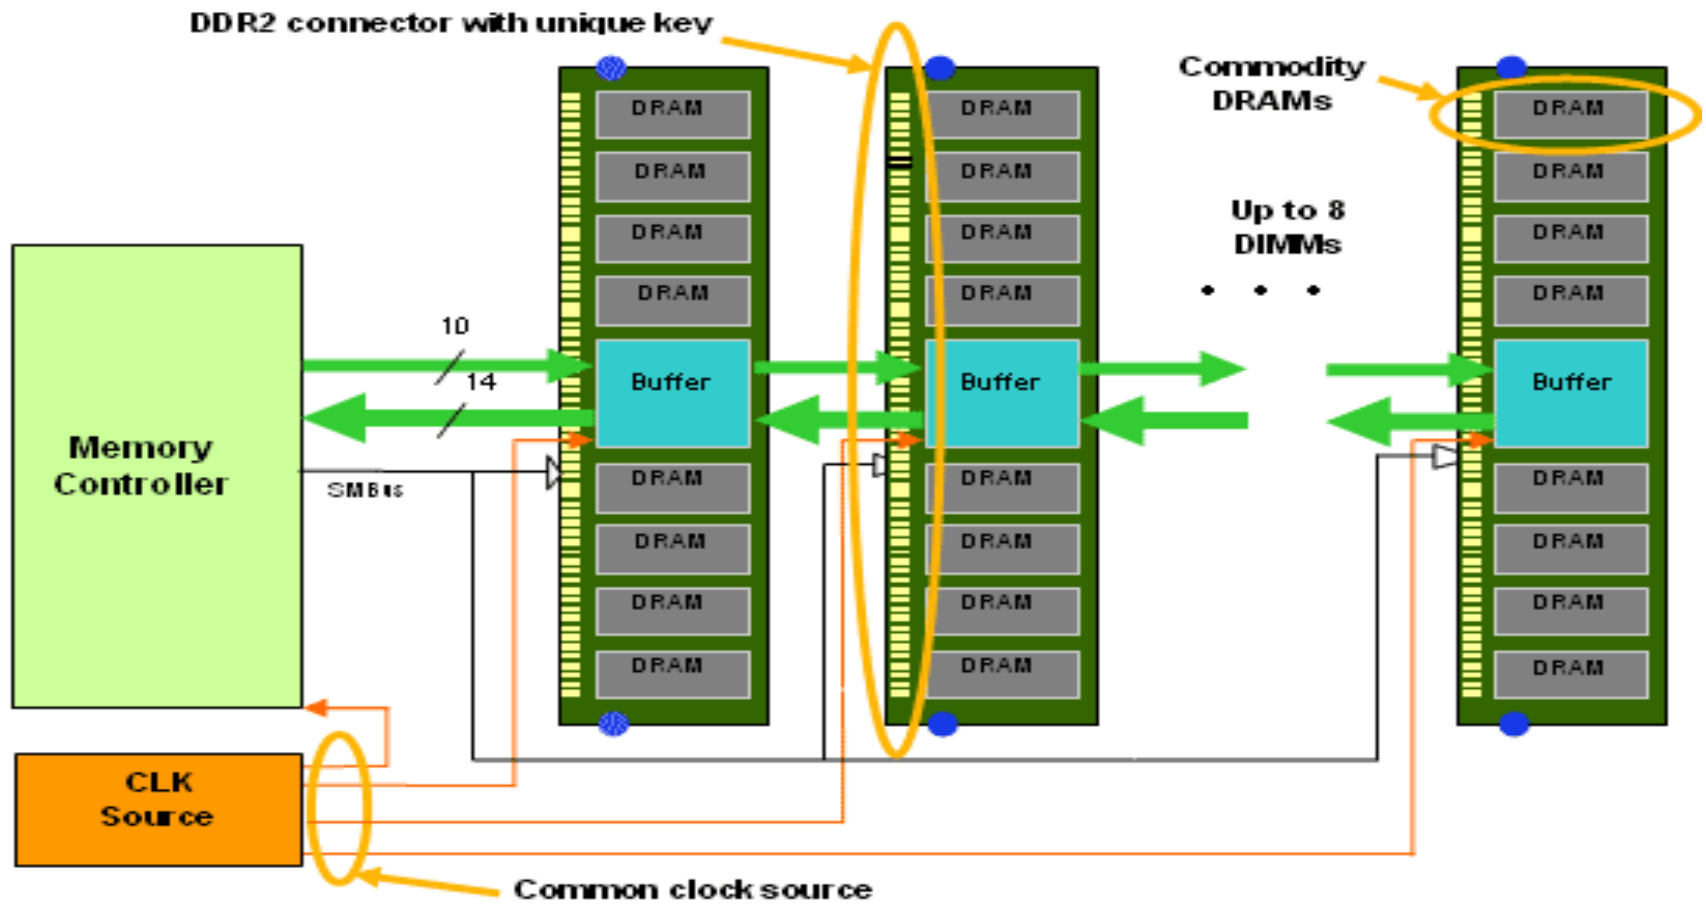 DDR2 connector with unique key
Commodity
DRAMs
Up to 8
DIMMs
DRAM
DRAM
DRAM
DRAM
Buffer
DRAM
DRAM
DRAM
DRAM
DRAM
DRAM
DRAM
DRAM
Buffer
DRAM
DRAM
DRAM
DRAM
DRAM
DRAM
DRAM
DRAM
Buffer
DRAM
DRAM
DRAM
DRAM
10
14
Memory
Controller
SMBus
CLK
Source
Common clock source